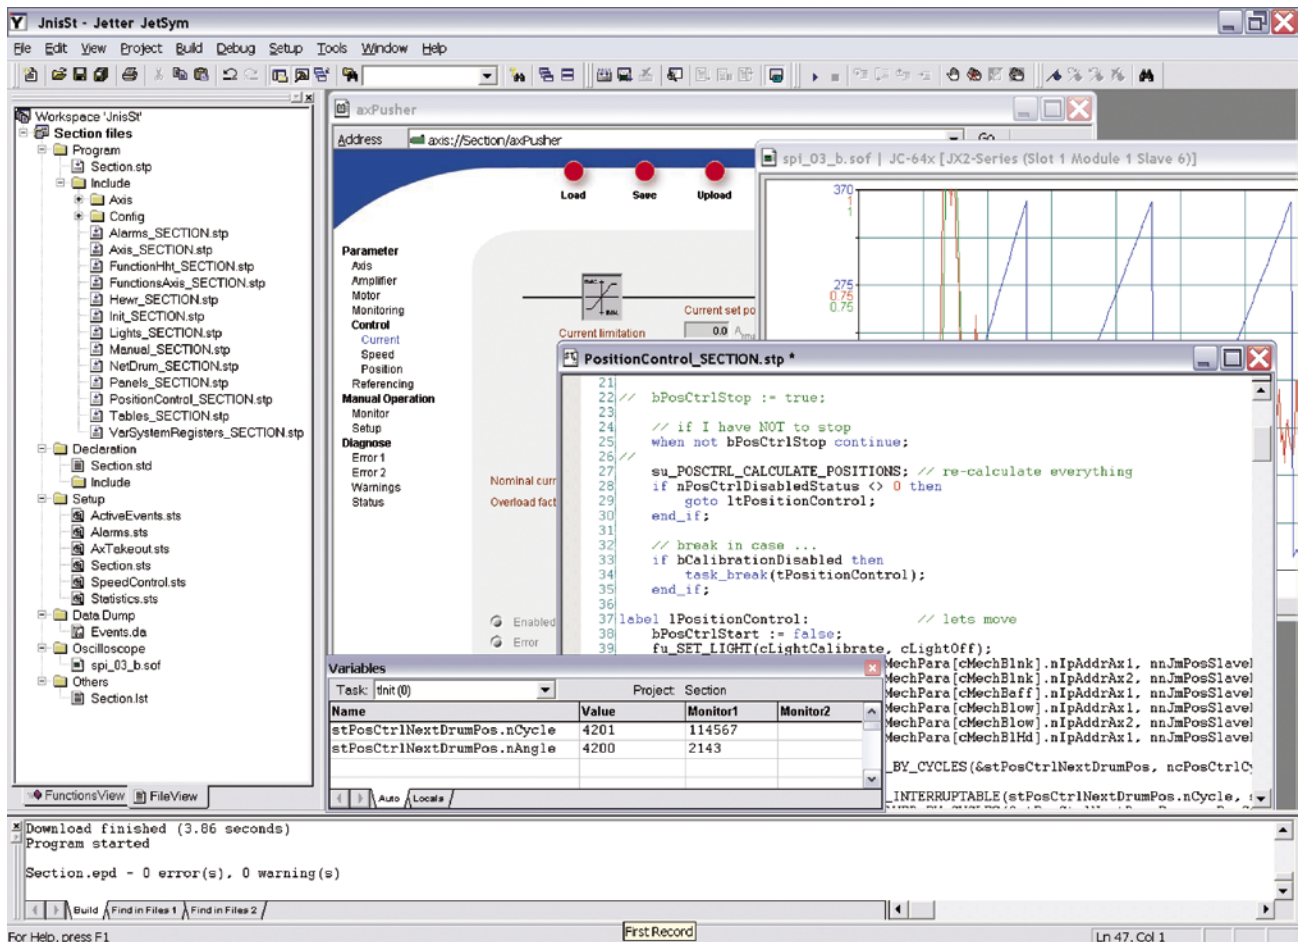 JnisSt - Jetter JetSym
File Edit View Project Build Debug Setup Tools Window Help
Workspace 'JnisSt'
Section files
Program
Section.stp
Include
Axis
Config
Alarms_SECTION.stp
Axis_SECTION.stp
FunctionHht_SECTION.stp
FunctionsAxis_SECTION.stp
Hewr_SECTION.stp
Init_SECTION.stp
Lights_SECTION.stp
Manual_SECTION.stp
NetDrum_SECTION.stp
Panels_SECTION.stp
PositionControl_SECTION.stp
Tables_SECTION.stp
VarSystemRegisters_SECTION.stp
Declaration
Section.std
Include
Setup
ActiveEvents.sts
Alarms.sts
AxTakeout.sts
Section.sts
SpeedControl.sts
Statistics.sts
Data Dump
Events.da
Oscilloscope
spi_03_b.sof
Others
Section.lst
FunctionsView FileView
axPusher
Address axis://Section/axPusher Go
Load Save Upload
Parameter
Axis
Amplifier
Motor
Monitoring
Control
Current
Speed
Position
Referencing
Manual Operation
Monitor
Setup
Diagnose
Error 1
Error 2
Warnings
Status
Current limitation
Current set po
0.0
Nominal curr
Overload fact
Enabled
Error
spi_03_b.sof | JC-64x [JX2-Series (Slot 1 Module 1 Slave 6)]
370
1
1
275
0.75
0.75
PositionControl_SECTION.stp *
21
22 // bPosCtrlStop := true;
23
24 // if I have NOT to stop
25 when not bPosCtrlStop continue;
26 //
27 su_POSCTRL_CALCULATE_POSITIONS; // re-calculate everything
28 if nPosCtrlDisabledStatus <> 0 then
29 goto ltPositionControl;
30 end_if;
31
32 // break in case ...
33 if bCalibrationDisabled then
34 task_break(tPositionControl);
35 end_if;
36
37 label lPositionControl: // lets move
38 bPosCtrlStart := false;
39 fu_SET_LIGHT(cLightCalibrate, cLightOff);
MechPara[cMechBlnk].nIpAddrAx1, nnJmPosSlave
MechPara[cMechBlnk].nIpAddrAx2, nnJmPosSlave
MechPara[cMechBaff].nIpAddrAx1, nnJmPosSlave
MechPara[cMechBlow].nIpAddrAx1, nnJmPosSlave
MechPara[cMechBlow].nIpAddrAx2, nnJmPosSlave
MechPara[cMechBlHd].nIpAddrAx1, nnJmPosSlave
_BY_CYCLES(&stPosCtrlNextDrumPos, ncPosCtrlCy
_INTERRUPTABLE(stPosCtrlNextDrumPos.nCycle, s
Variables
Task: tInit (0) Project: Section
Name Value Monitor1 Monitor2
stPosCtrlNextDrumPos.nCycle 4201 114567
stPosCtrlNextDrumPos.nAngle 4200 2143
Auto Locals
Download finished (3.86 seconds)
Program started
Section.epd - 0 error(s), 0 warning(s)
Build Find in Files 1 Find in Files 2
For Help, press F1
First Record
Ln 47, Col 1